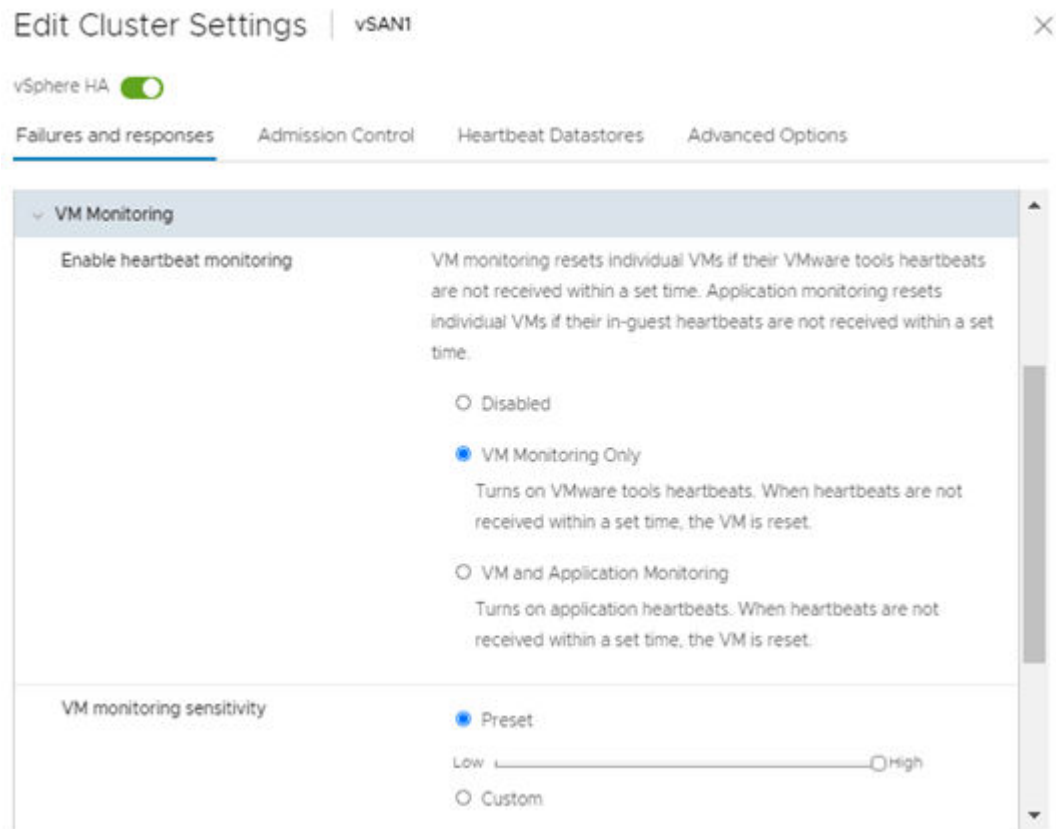 Edit Cluster Settings | vSAN1
vSphere HA
Failures and responses Admission Control Heartbeat Datastores Advanced Options
VM Monitoring
Enable heartbeat monitoring
VM monitoring resets individual VMs if their VMware tools heartbeats
are not received within a set time. Application monitoring resets
individual VMs if their in-guest heartbeats are not received within a set
time.
Disabled
VM Monitoring Only
Turns on VMware tools heartbeats. When heartbeats are not
received within a set time, the VM is reset.
VM and Application Monitoring
Turns on application heartbeats. When heartbeats are not
received within a set time, the VM is reset.
VM monitoring sensitivity
Preset
Low High
Custom